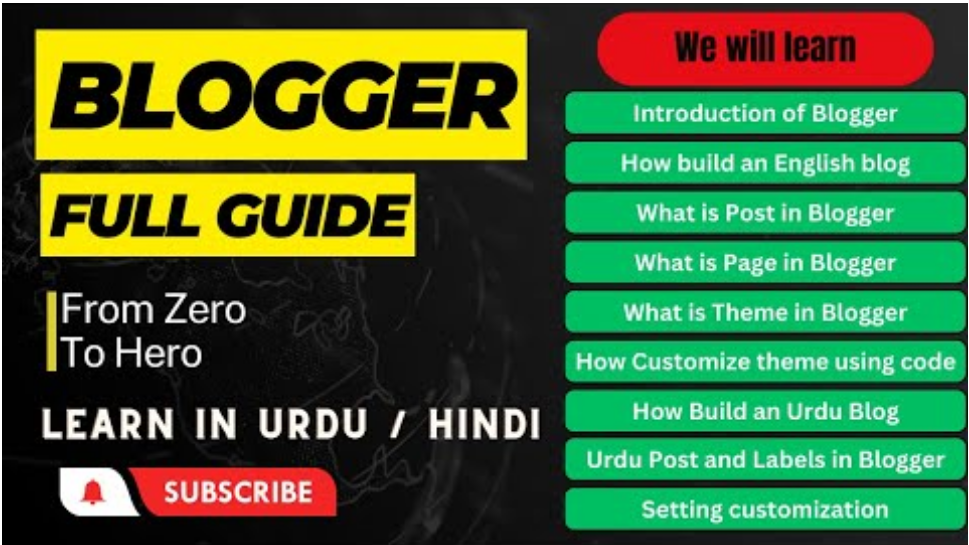 BLOGGER
FULL GUIDE
From Zero
To Hero
LEARN IN URDU / HINDI
SUBSCRIBE
We will learn
Introduction of Blogger
How build an English blog
What is Post in Blogger
What is Page in Blogger
What is Theme in Blogger
How Customize theme using code
How Build an Urdu Blog
Urdu Post and Labels in Blogger
Setting customization